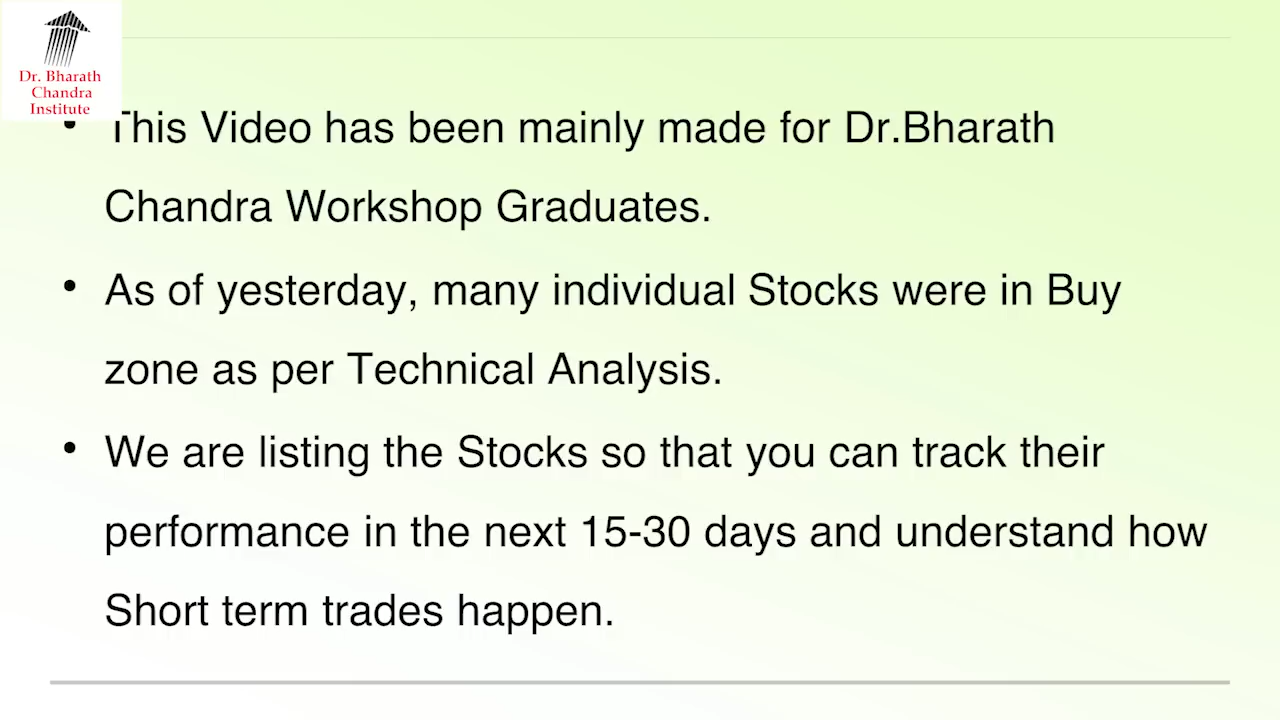 Dr. Bharath
Chandra
Institute
• This Video has been mainly made for Dr.Bharath
Chandra Workshop Graduates.
• As of yesterday, many individual Stocks were in Buy
zone as per Technical Analysis.
• We are listing the Stocks so that you can track their
performance in the next 15-30 days and understand how
Short term trades happen.